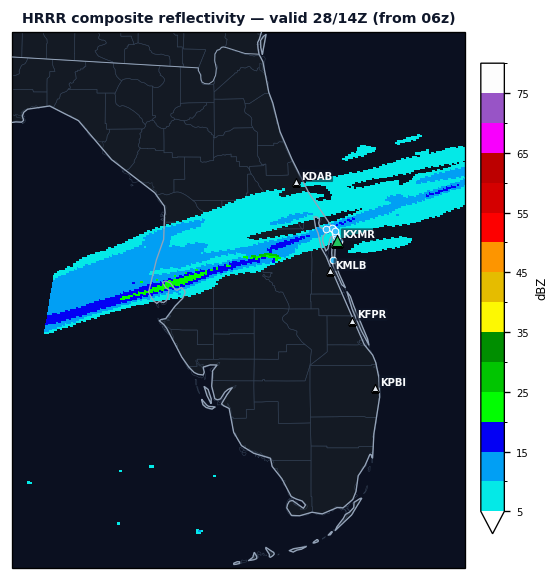 HRRR composite reflectivity — valid 28/14Z (from 06z)
KDAB
KXMR
KMLB
KFPR
KPBI
75
65
55
45
35
25
15
5
dBZ